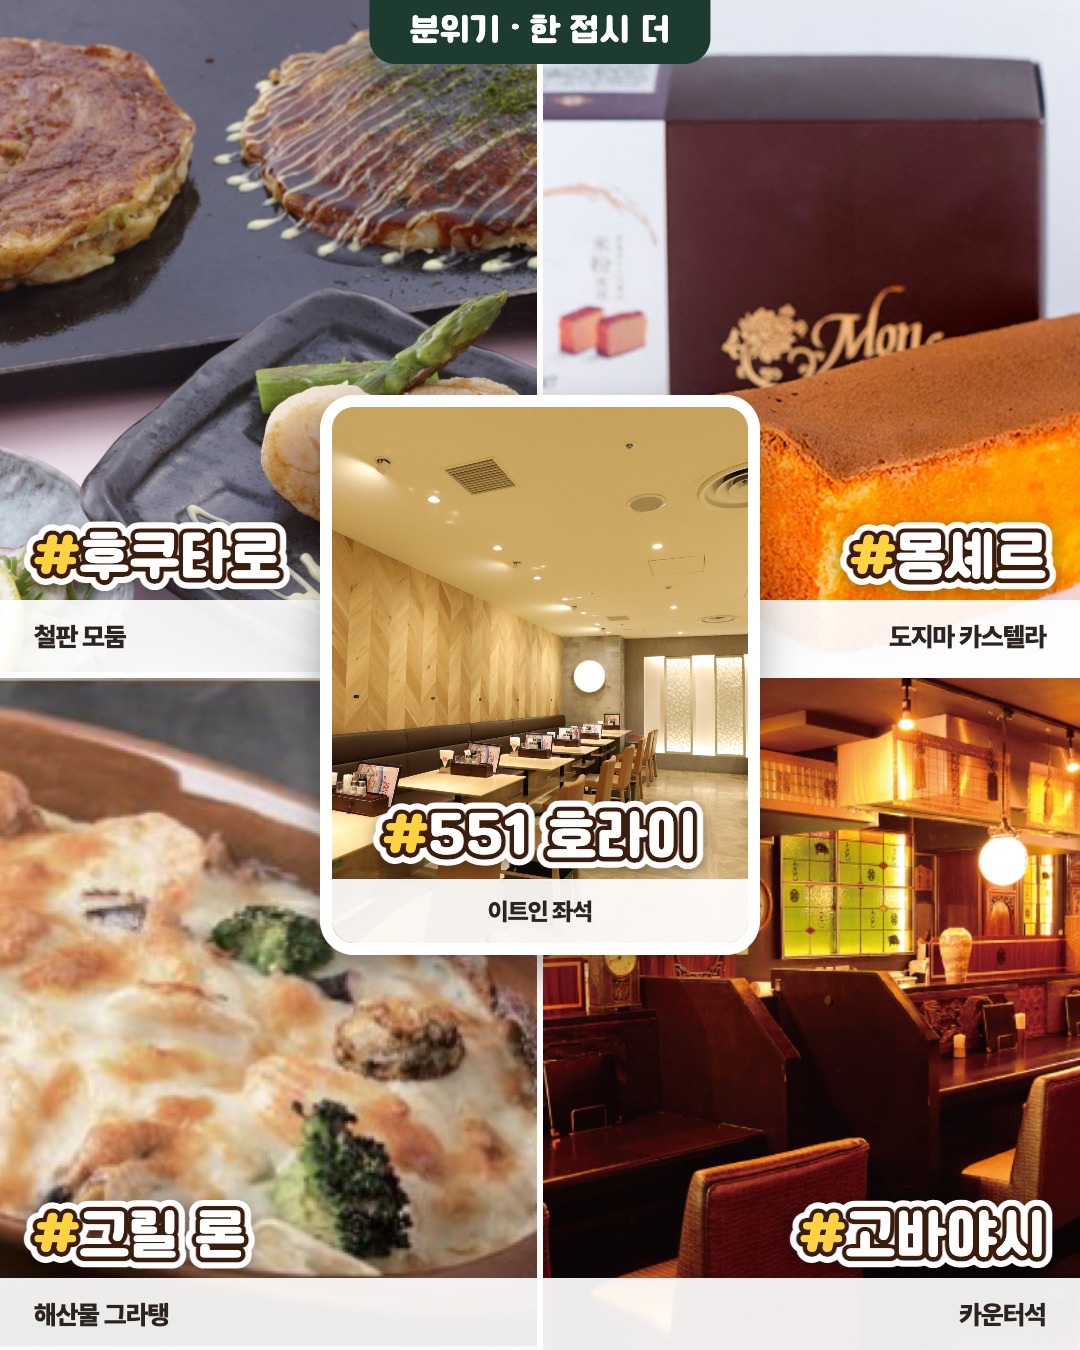 분위기 · 한 접시 더
Mon
#후쿠타로
철판 모둠
#몽셰르
도지마 카스텔라
#551 호라이
이트인 좌석
#그릴 론
해산물 그라탱
#고바야시
카운터석